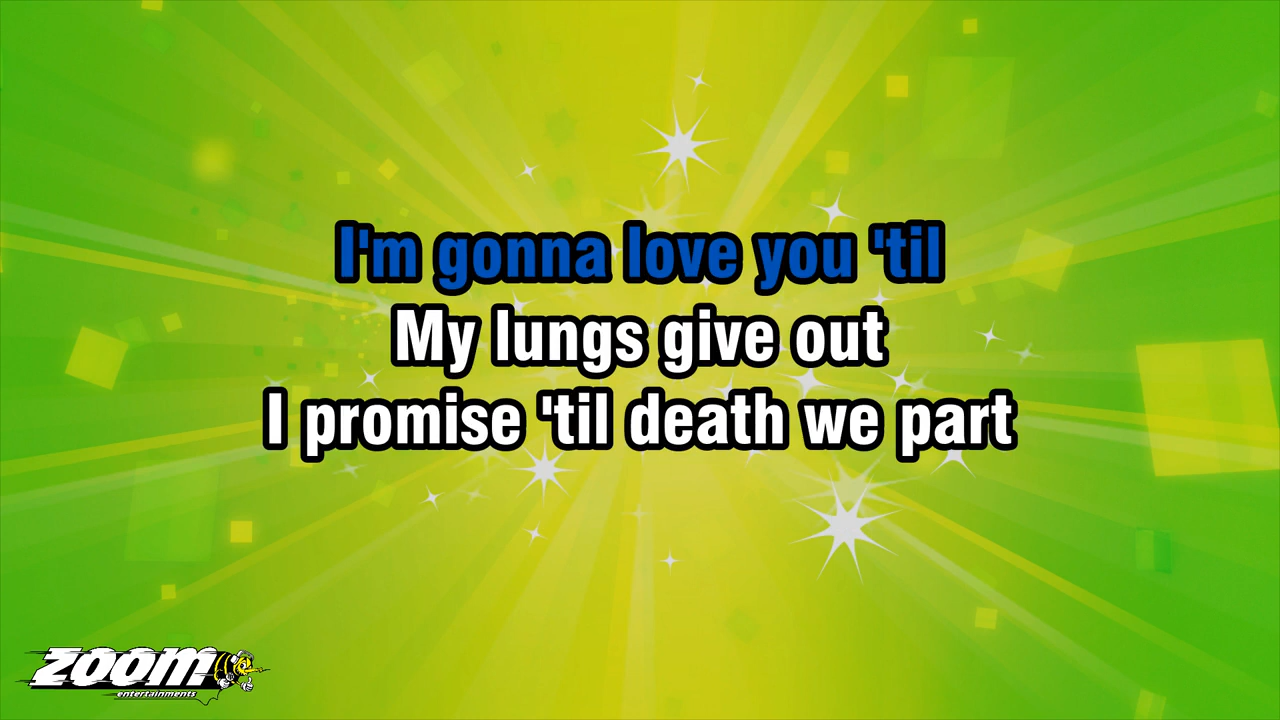 I'm gonna love you 'til
My lungs give out
I promise 'til death we part
ZOOM
entertainments